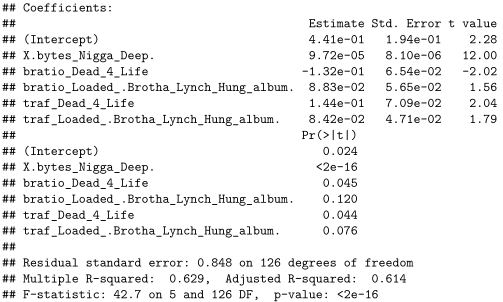 ## Coefficients:
## Estimate Std. Error t value
## (Intercept) 4.41e-01 1.94e-01 2.28
## X.bytes_Nigga_Deep. 9.72e-05 8.10e-06 12.00
## bratio_Dead_4_Life -1.32e-01 6.54e-02 -2.02
## bratio_Loaded_.Brotha_Lynch_Hung_album. 8.83e-02 5.65e-02 1.56
## traf_Dead_4_Life 1.44e-01 7.09e-02 2.04
## traf_Loaded_.Brotha_Lynch_Hung_album. 8.42e-02 4.71e-02 1.79
## Pr(>|t|)
## (Intercept) 0.024
## X.bytes_Nigga_Deep. <2e-16
## bratio_Dead_4_Life 0.045
## bratio_Loaded_.Brotha_Lynch_Hung_album. 0.120
## traf_Dead_4_Life 0.044
## traf_Loaded_.Brotha_Lynch_Hung_album. 0.076
##
## Residual standard error: 0.848 on 126 degrees of freedom
## Multiple R-squared: 0.629, Adjusted R-squared: 0.614
## F-statistic: 42.7 on 5 and 126 DF, p-value: <2e-16